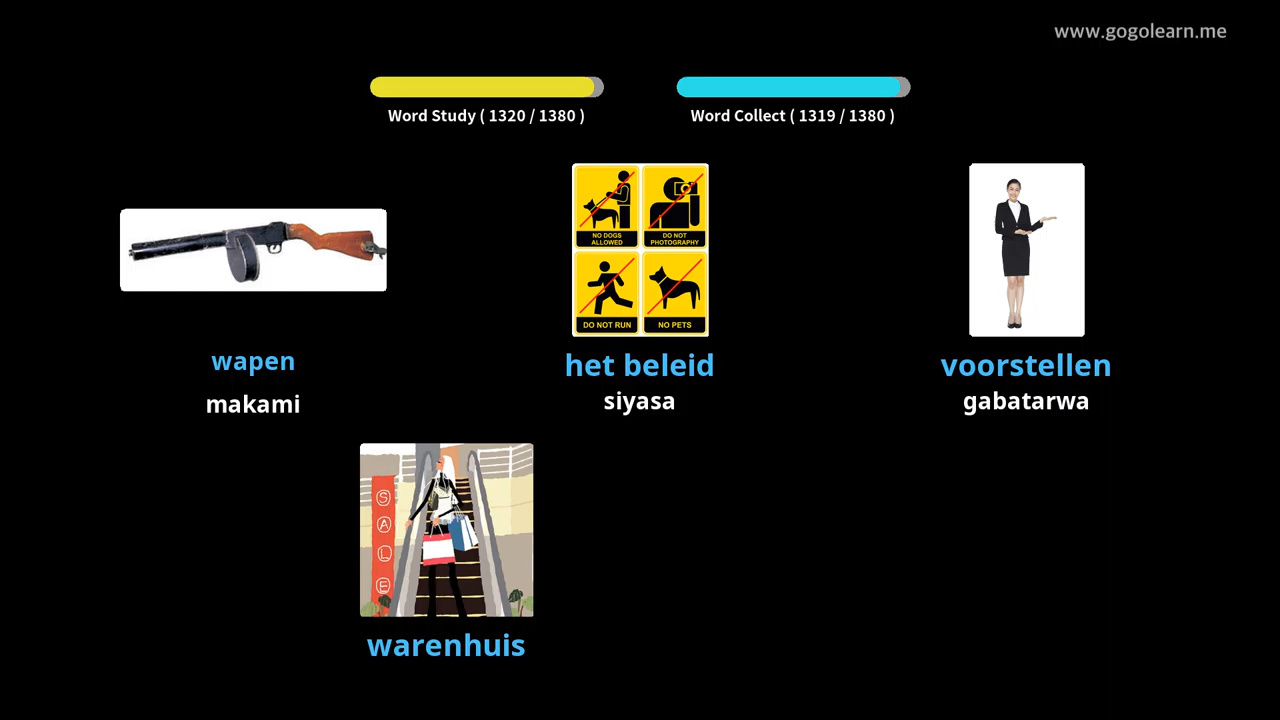 www.gogolearn.me
Word Study ( 1320 / 1380 )
Word Collect ( 1319 / 1380 )
NO DOGS
ALLOWED
DO NOT
PHOTOGRAPHY
DO NOT RUN
NO PETS
wapen
makami
het beleid
siyasa
voorstellen
gabatarwa
SALE
warenhuis